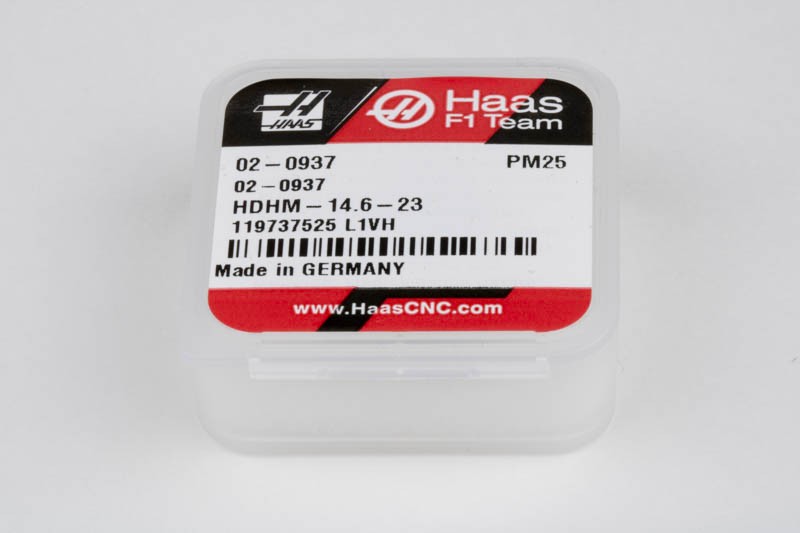 HAAS
Haas
F1 Team
02-0937 PM25
02-0937
HDHM-14.6-23
119737525 L1VH
Made in GERMANY
www.HaasCNC.com